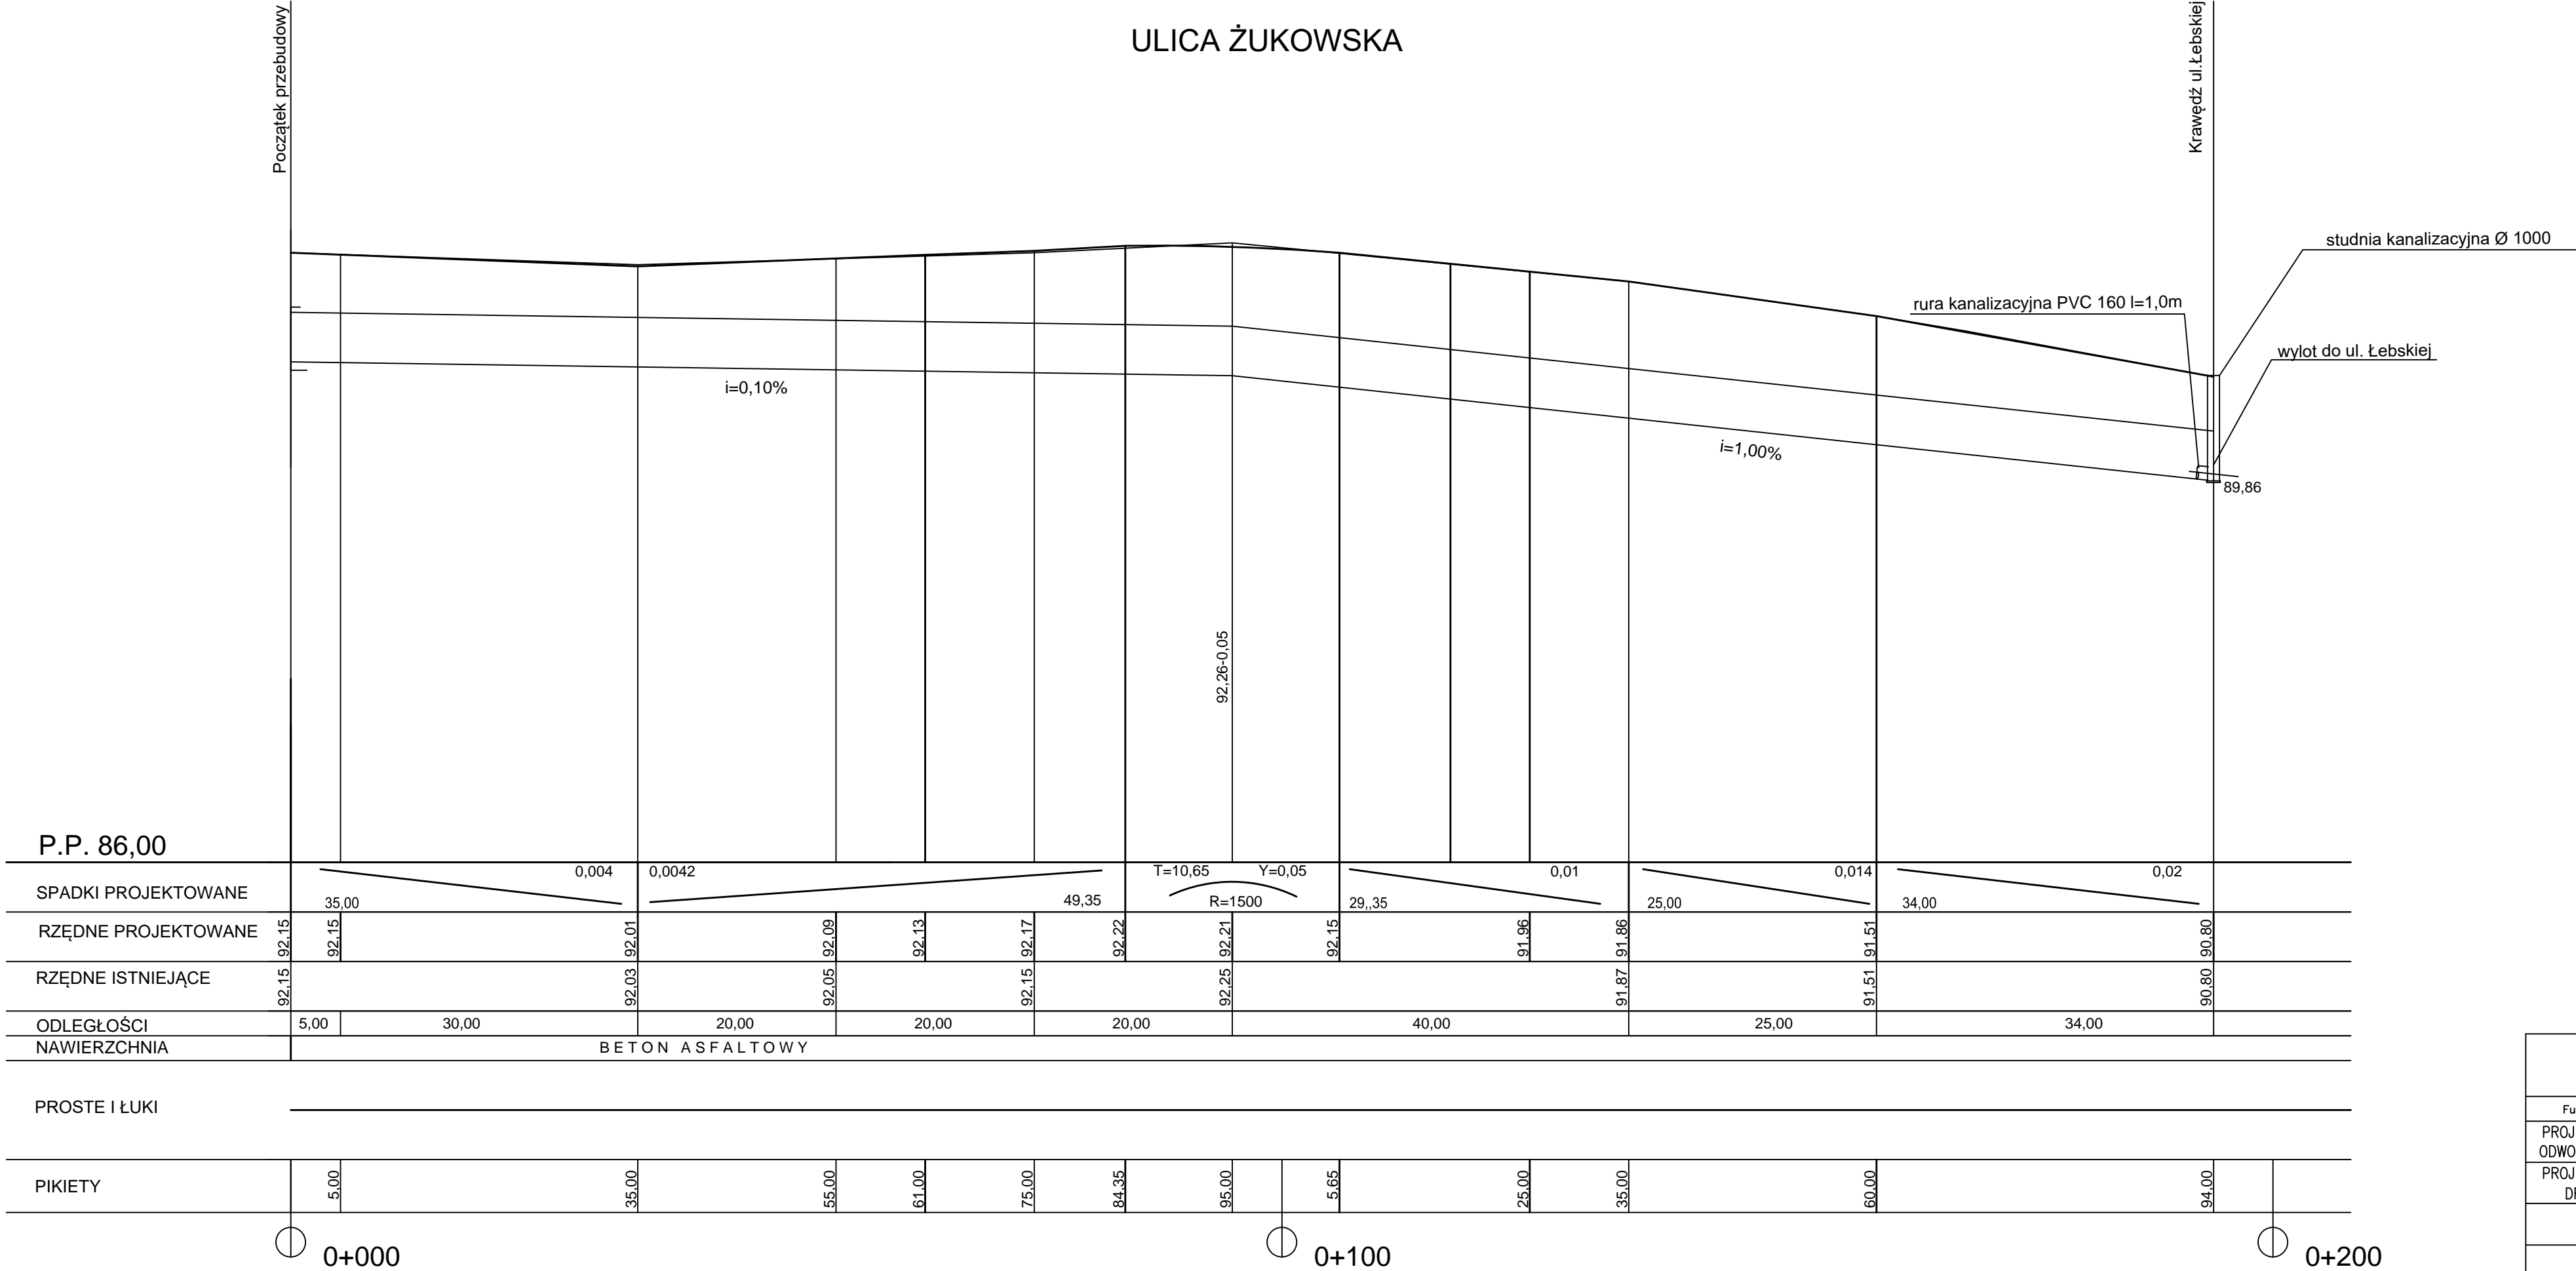 ULICA ŻUKOWSKA
Początek przebudowy
Krawędź ul.Łebskiej
studnia kanalizacyjna Ø 1000
rura kanalizacyjna PVC 160 l=1,0m
wylot do ul. Łebskiej
i=0,10%
i=1,00%
89,86
92,26-0,05
P.P. 86,00
SPADKI PROJEKTOWANE
0,004 0,0042 T=10,65 Y=0,05 0,01 0,014 0,02
35,00 49,35 R=1500 29,,35 25,00 34,00
RZĘDNE PROJEKTOWANE 92,15 92,15 92,01 92,09 92,13 92,17 92,22 92,21 92,15 91,96 91,86 91,51 90,80
RZĘDNE ISTNIEJĄCE 92,15 92,03 92,05 92,15 92,25 91,87 91,51 90,80
ODLEGŁOŚCI 5,00 30,00 20,00 20,00 20,00 40,00 25,00 34,00
NAWIERZCHNIA BETON ASFALTOWY
PROSTE I ŁUKI
PIKIETY 5,00 35,00 55,00 61,00 75,00 84,35 95,00 5,65 25,00 35,00 60,00 94,00
0+000 0+100 0+200
Fu
PROJ
ODWO
PROJ